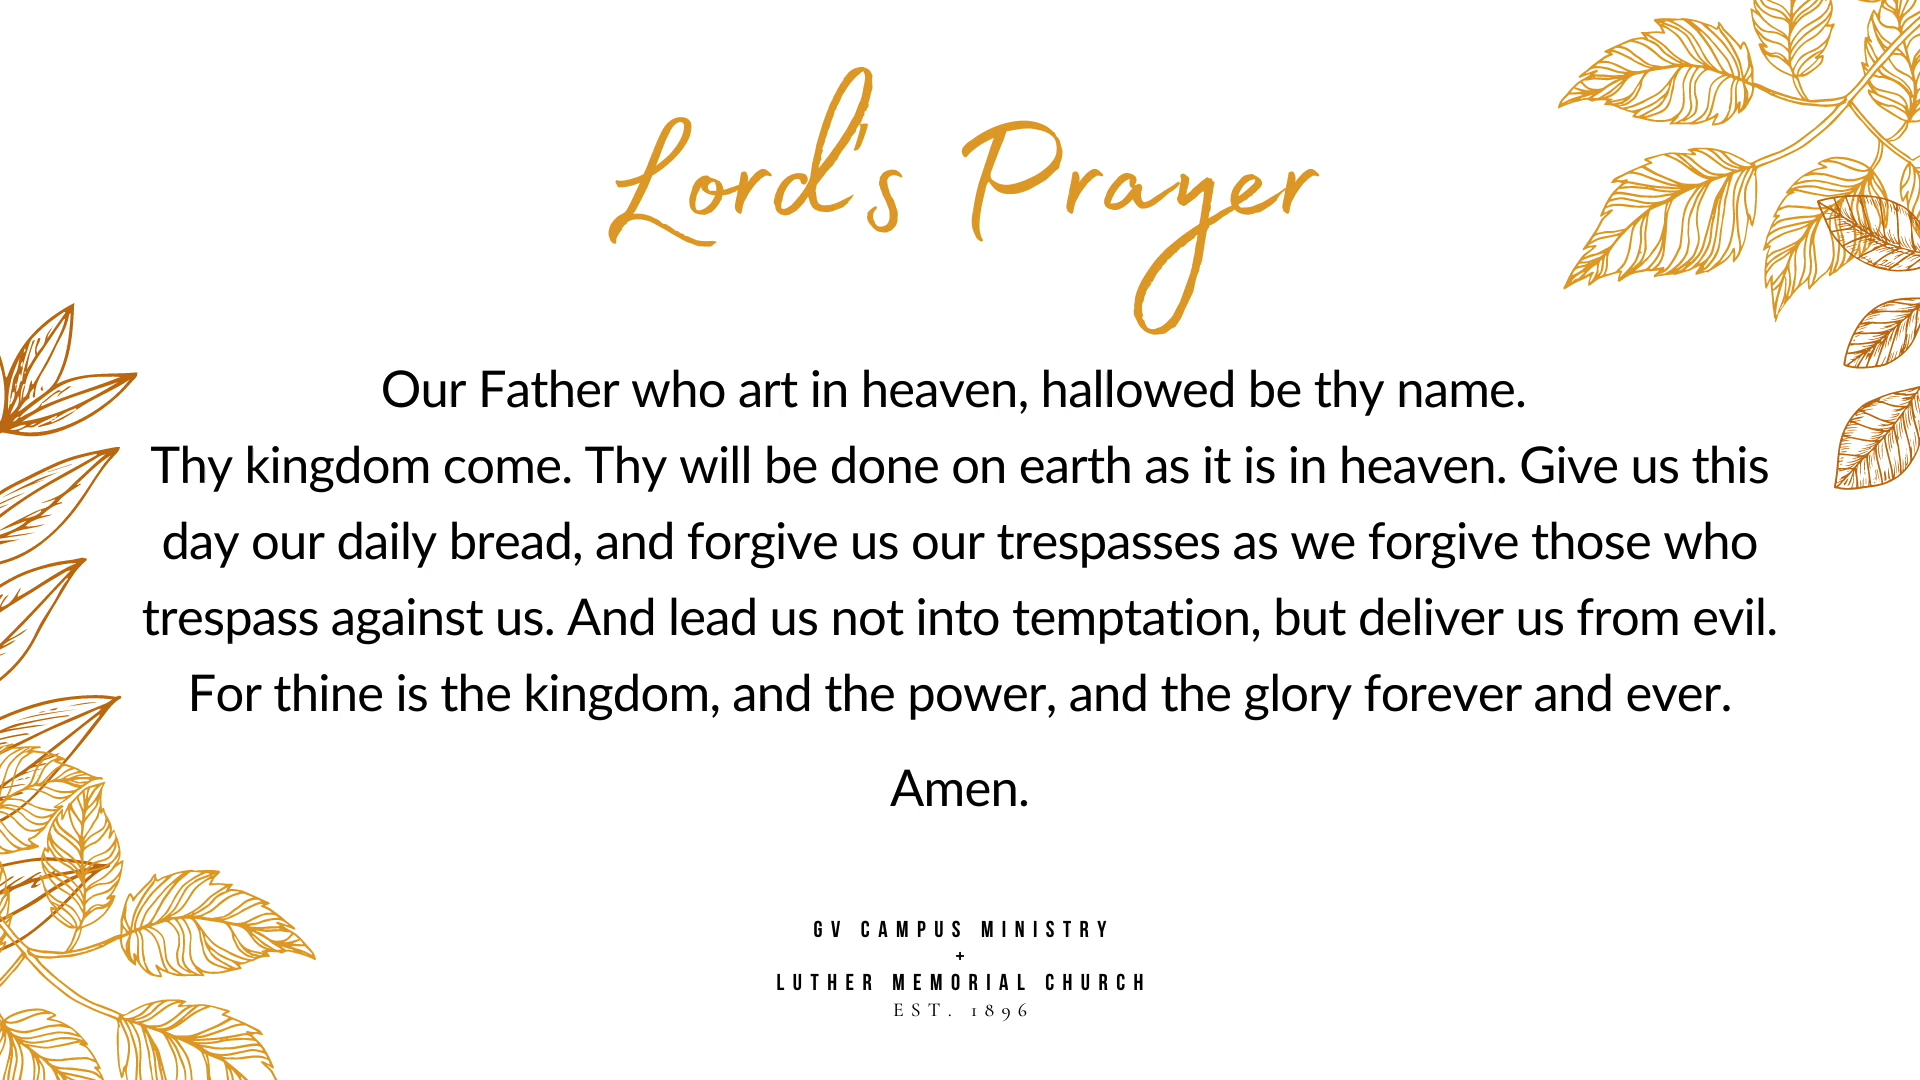 Lord's Prayer
Our Father who art in heaven, hallowed be thy name.
Thy kingdom come. Thy will be done on earth as it is in heaven. Give us this
day our daily bread, and forgive us our trespasses as we forgive those who
trespass against us. And lead us not into temptation, but deliver us from evil.
For thine is the kingdom, and the power, and the glory forever and ever.
Amen.
GV CAMPUS MINISTRY
+
LUTHER MEMORIAL CHURCH
EST. 1896